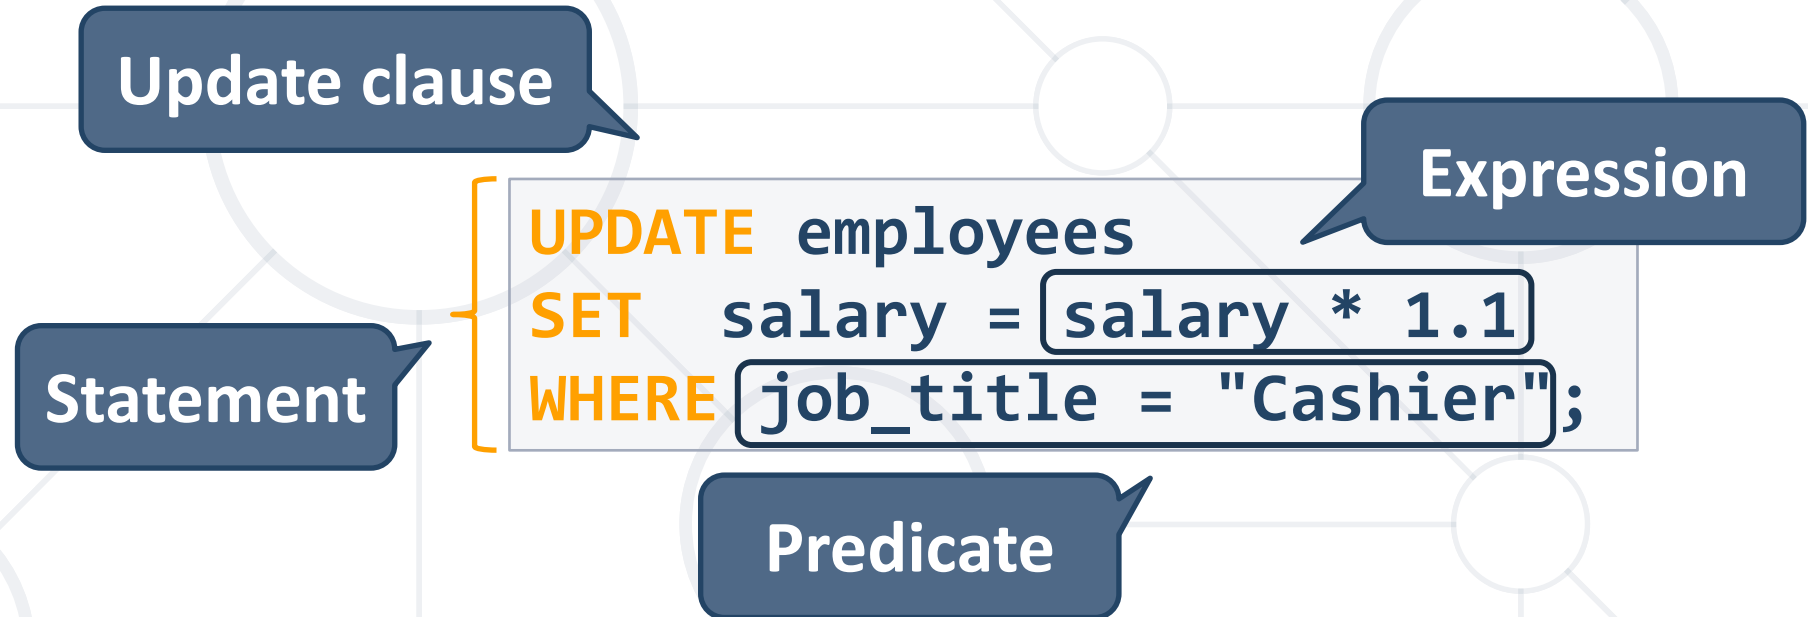 Update clause
Expression
UPDATE employees
SET salary = salary * 1.1
WHERE job_title = "Cashier";
Statement
Predicate